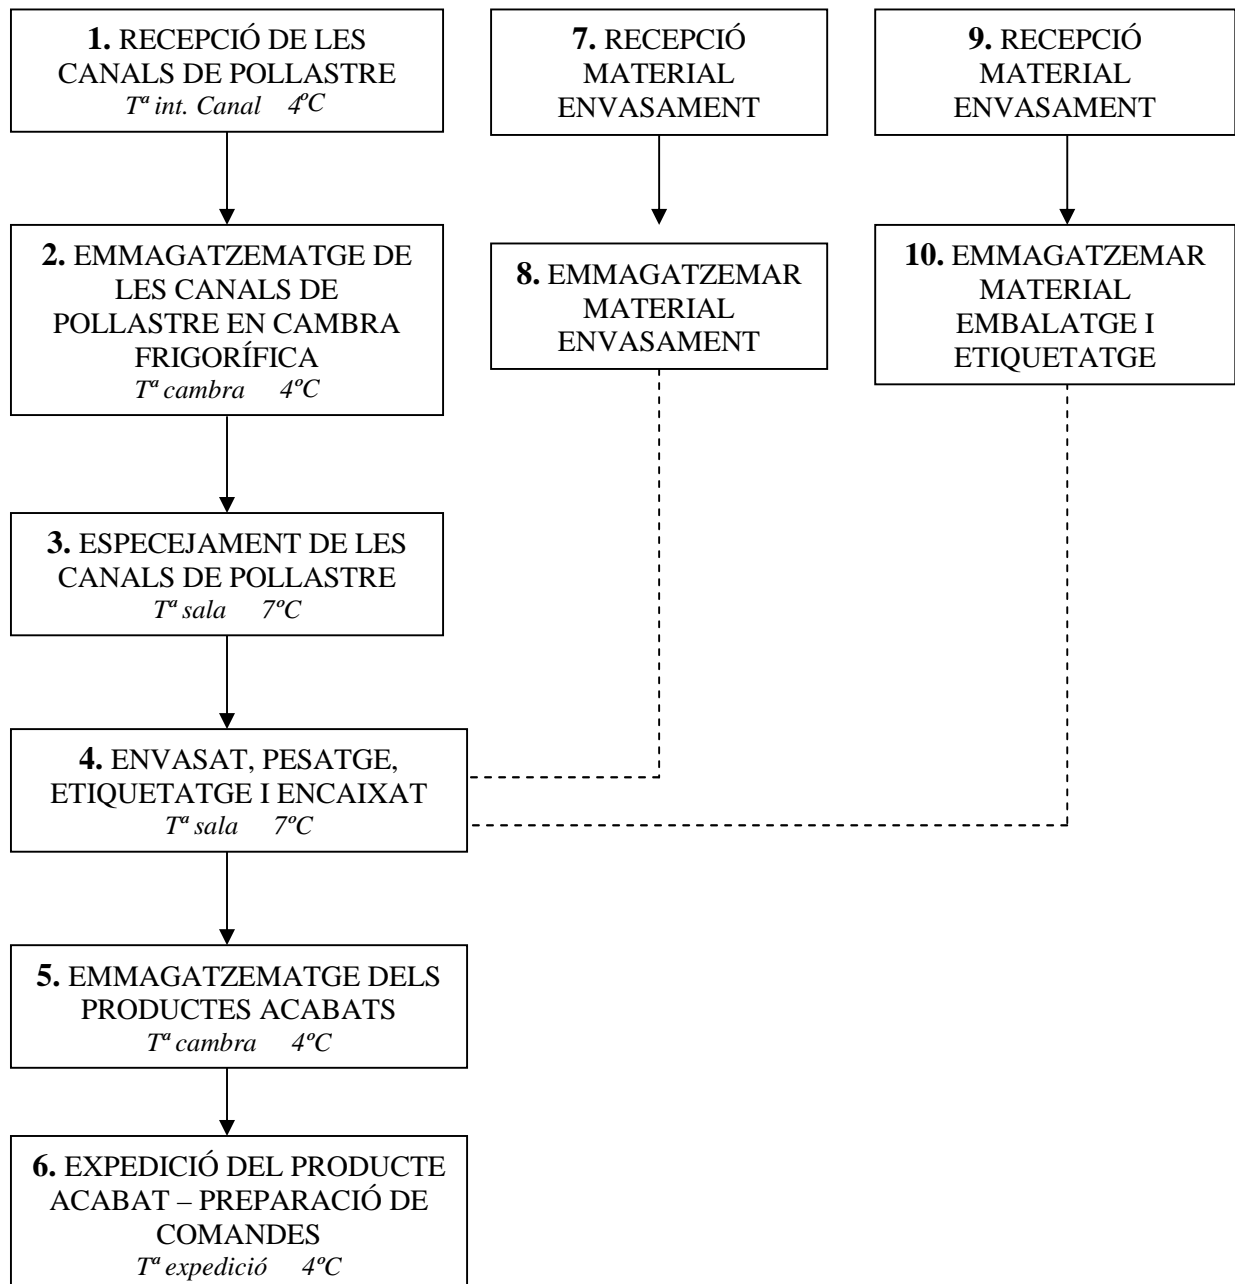 1. RECEPCIÓ DE LES
CANALS DE POLLASTRE
Tª int. Canal 4ºC
2. EMMAGATZEMATGE DE
LES CANALS DE
POLLASTRE EN CAMBRA
FRIGORÍFICA
Tª cambra 4ºC
3. ESPECEJAMENT DE LES
CANALS DE POLLASTRE
Tª sala 7ºC
4. ENVASAT, PESATGE,
ETIQUETATGE I ENCAIXAT
Tª sala 7ºC
5. EMMAGATZEMATGE DELS
PRODUCTES ACABATS
Tª cambra 4ºC
6. EXPEDICIÓ DEL PRODUCTE
ACABAT – PREPARACIÓ DE
COMANDES
Tª expedició 4ºC
7. RECEPCIÓ
MATERIAL
ENVASAMENT
8. EMMAGATZEMAR
MATERIAL
ENVASAMENT
9. RECEPCIÓ
MATERIAL
ENVASAMENT
10. EMMAGATZEMAR
MATERIAL
EMBALATGE I
ETIQUETATGE